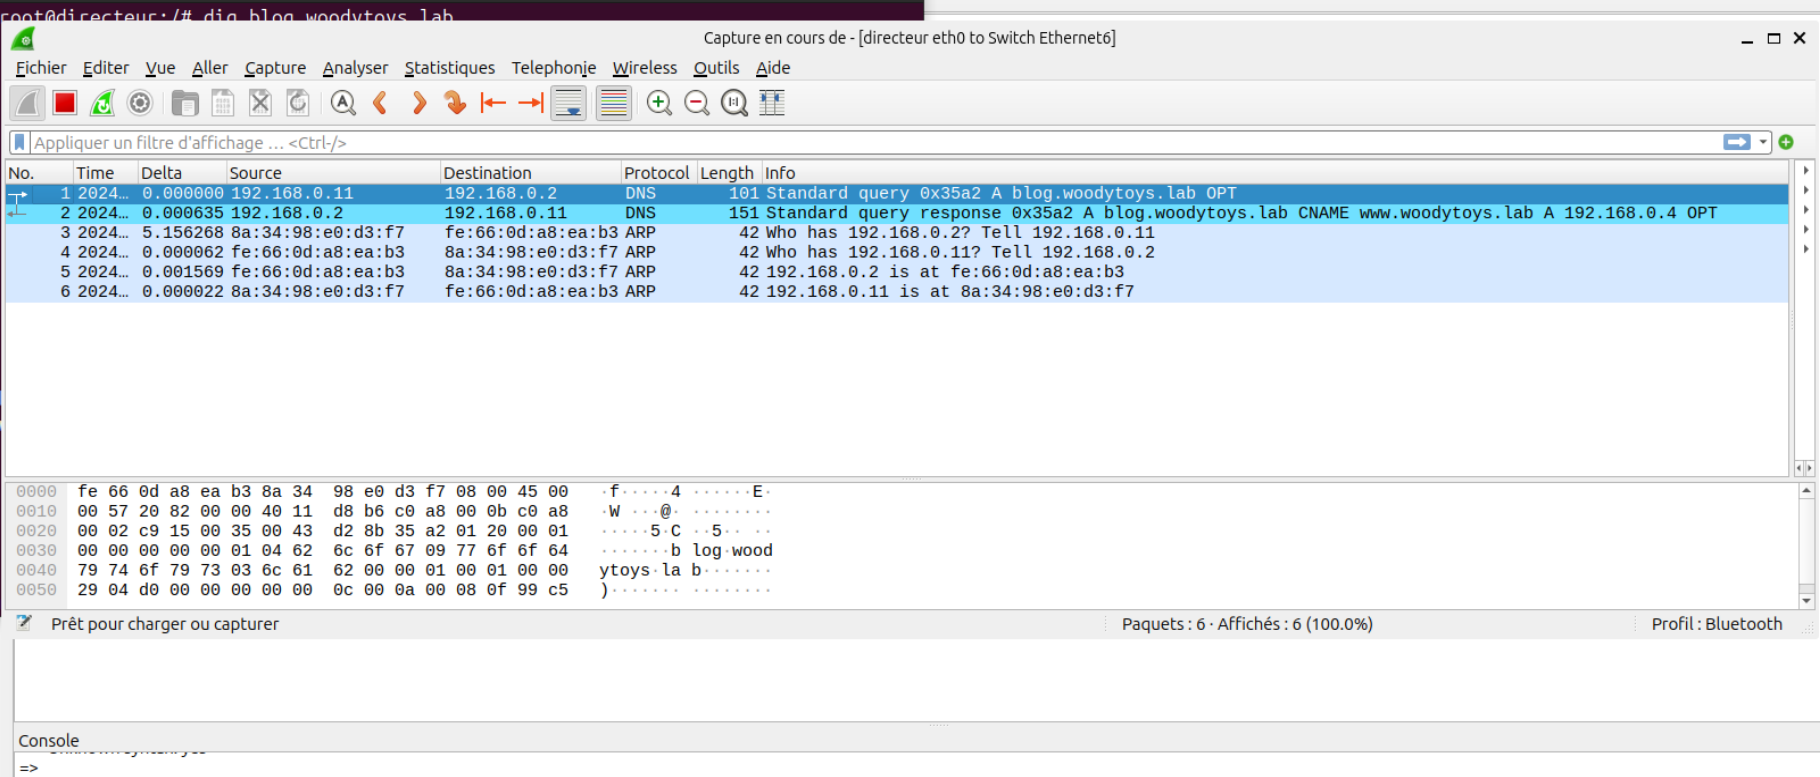 root@directeur:/# dig blog.woodytoys.lab
Capture en cours de - [directeur eth0 to Switch Ethernet6]
Fichier Editer Vue Aller Capture Analyser Statistiques Telephonie Wireless Outils Aide
Appliquer un filtre d'affichage … <Ctrl-/>
No. Time Delta Source Destination Protocol Length Info
1 2024… 0.000000 192.168.0.11 192.168.0.2 DNS 101 Standard query 0x35a2 A blog.woodytoys.lab OPT
2 2024… 0.000635 192.168.0.2 192.168.0.11 DNS 151 Standard query response 0x35a2 A blog.woodytoys.lab CNAME www.woodytoys.lab A 192.168.0.4 OPT
3 2024… 5.156268 8a:34:98:e0:d3:f7 fe:66:0d:a8:ea:b3 ARP 42 Who has 192.168.0.2? Tell 192.168.0.11
4 2024… 0.000062 fe:66:0d:a8:ea:b3 8a:34:98:e0:d3:f7 ARP 42 Who has 192.168.0.11? Tell 192.168.0.2
5 2024… 0.001569 fe:66:0d:a8:ea:b3 8a:34:98:e0:d3:f7 ARP 42 192.168.0.2 is at fe:66:0d:a8:ea:b3
6 2024… 0.000022 8a:34:98:e0:d3:f7 fe:66:0d:a8:ea:b3 ARP 42 192.168.0.11 is at 8a:34:98:e0:d3:f7
0000 fe 66 0d a8 ea b3 8a 34 98 e0 d3 f7 08 00 45 00 ·f·····4 ······E·
0010 00 57 20 82 00 00 40 11 d8 b6 c0 a8 00 0b c0 a8 ·W ···@· ········
0020 00 02 c9 15 00 35 00 43 d2 8b 35 a2 01 20 00 01 ·····5·C ··5·· ··
0030 00 00 00 00 00 01 04 62 6c 6f 67 09 77 6f 6f 64 ·······b log·wood
0040 79 74 6f 79 73 03 6c 61 62 00 00 01 00 01 00 00 ytoys·la b·······
0050 29 04 d0 00 00 00 00 00 0c 00 0a 00 08 0f 99 c5 )······· ········
Prêt pour charger ou capturer
Paquets : 6 · Affichés : 6 (100.0%)
Profil : Bluetooth
Console
=>